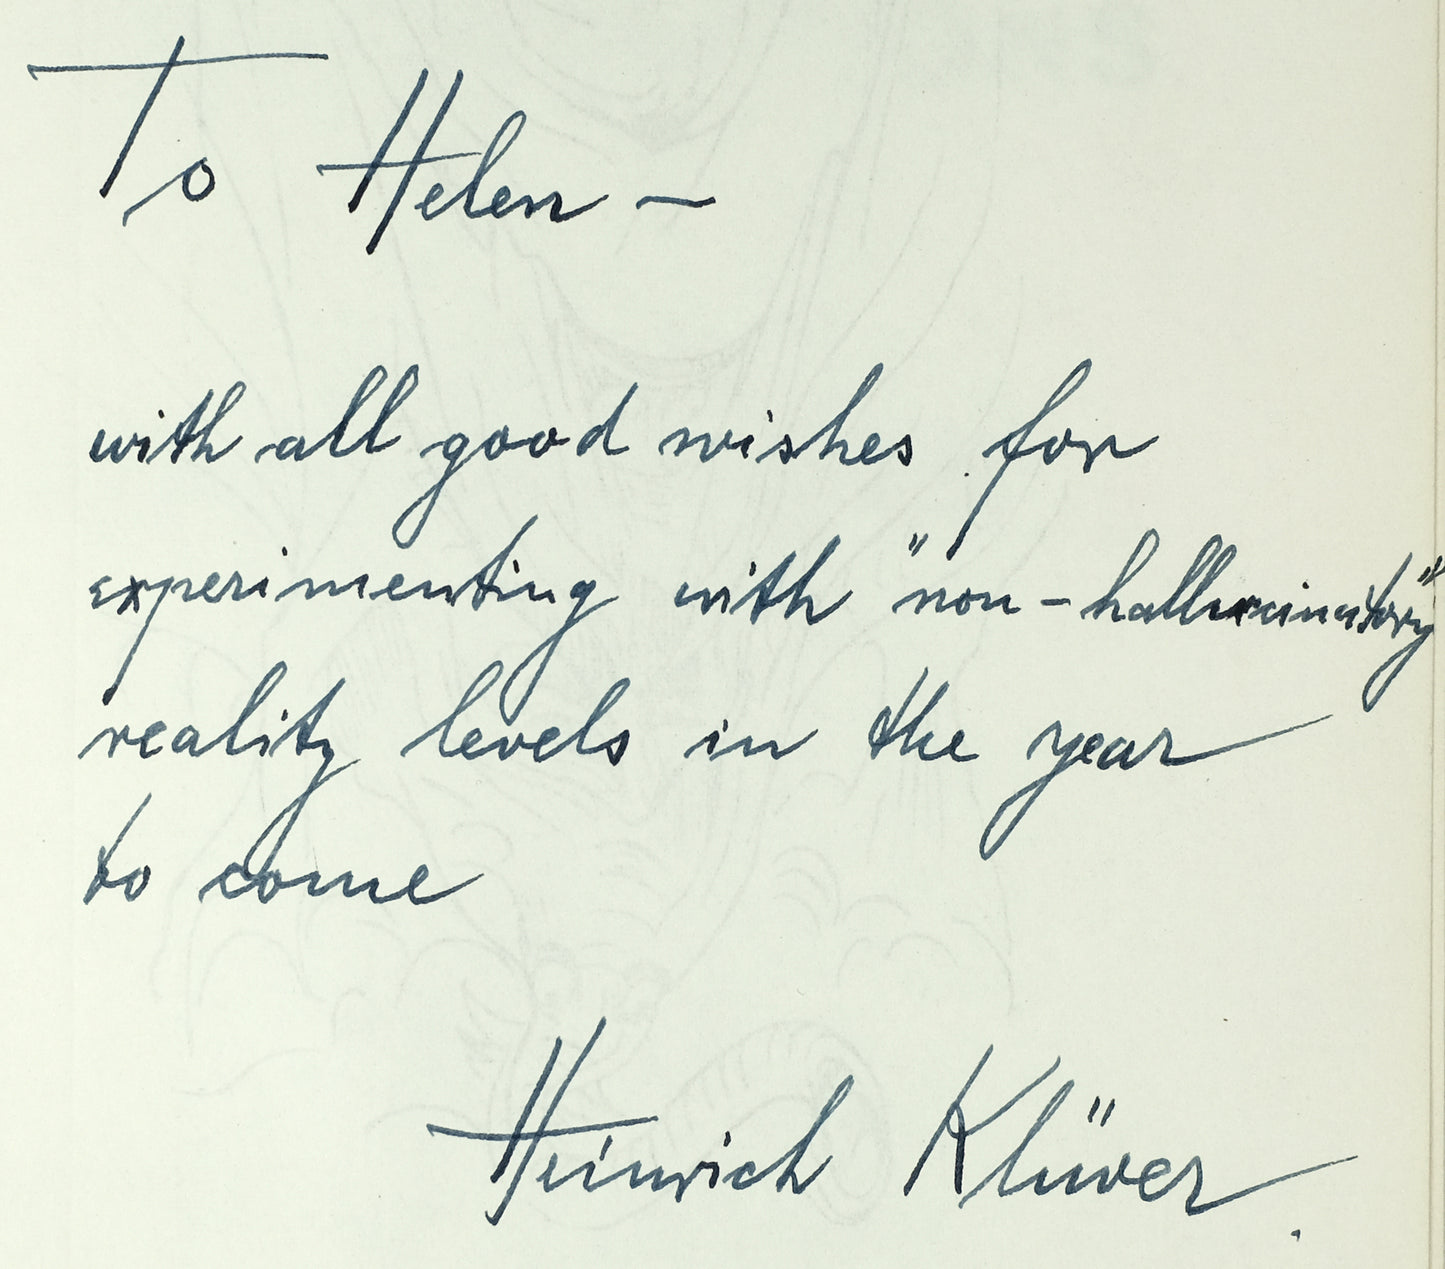 To Helen –
with all good wishes for
experimenting with "non-hallucinatory"
reality levels in the year
to come
Heinrich Klüver.